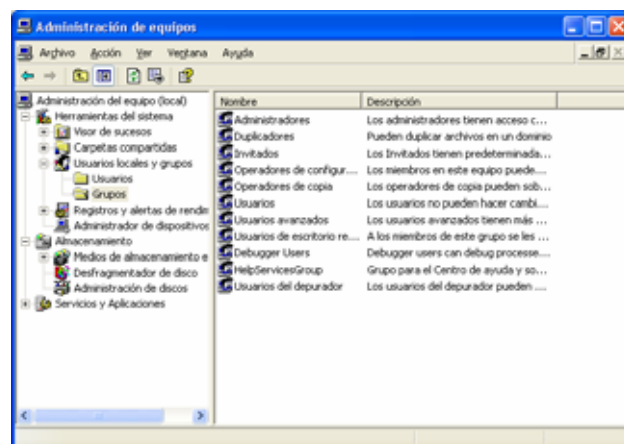 Administración de equipos
Archivo Acción Ver Ventana Ayuda
Administración del equipo (local)
Herramientas del sistema
Visor de sucesos
Carpetas compartidas
Usuarios locales y grupos
Usuarios
Grupos
Registros y alertas de rendin
Administrador de dispositivos
Almacenamiento
Medios de almacenamiento e
Desfragmentador de disco
Administración de discos
Servicios y Aplicaciones
Nombre Descripción
Administradores Los administradores tienen acceso c...
Duplicadores Pueden duplicar archivos en un dominio
Invitados Los Invitados tienen predeterminada...
Operadores de configur.... Los miembros en este equipo puede....
Operadores de copia Los operadores de copia pueden sob...
Usuarios Los usuarios no pueden hacer cambi....
Usuarios avanzados Los usuarios avanzados tienen más ...
Usuarios de escritorio re.... A los miembros de este grupo se les ...
Debugger Users Debugger users can debug processe....
HelpServicesGroup Grupo para el Centro de ayuda y so...
Usuarios del depurador Los usuarios del depurador pueden ....